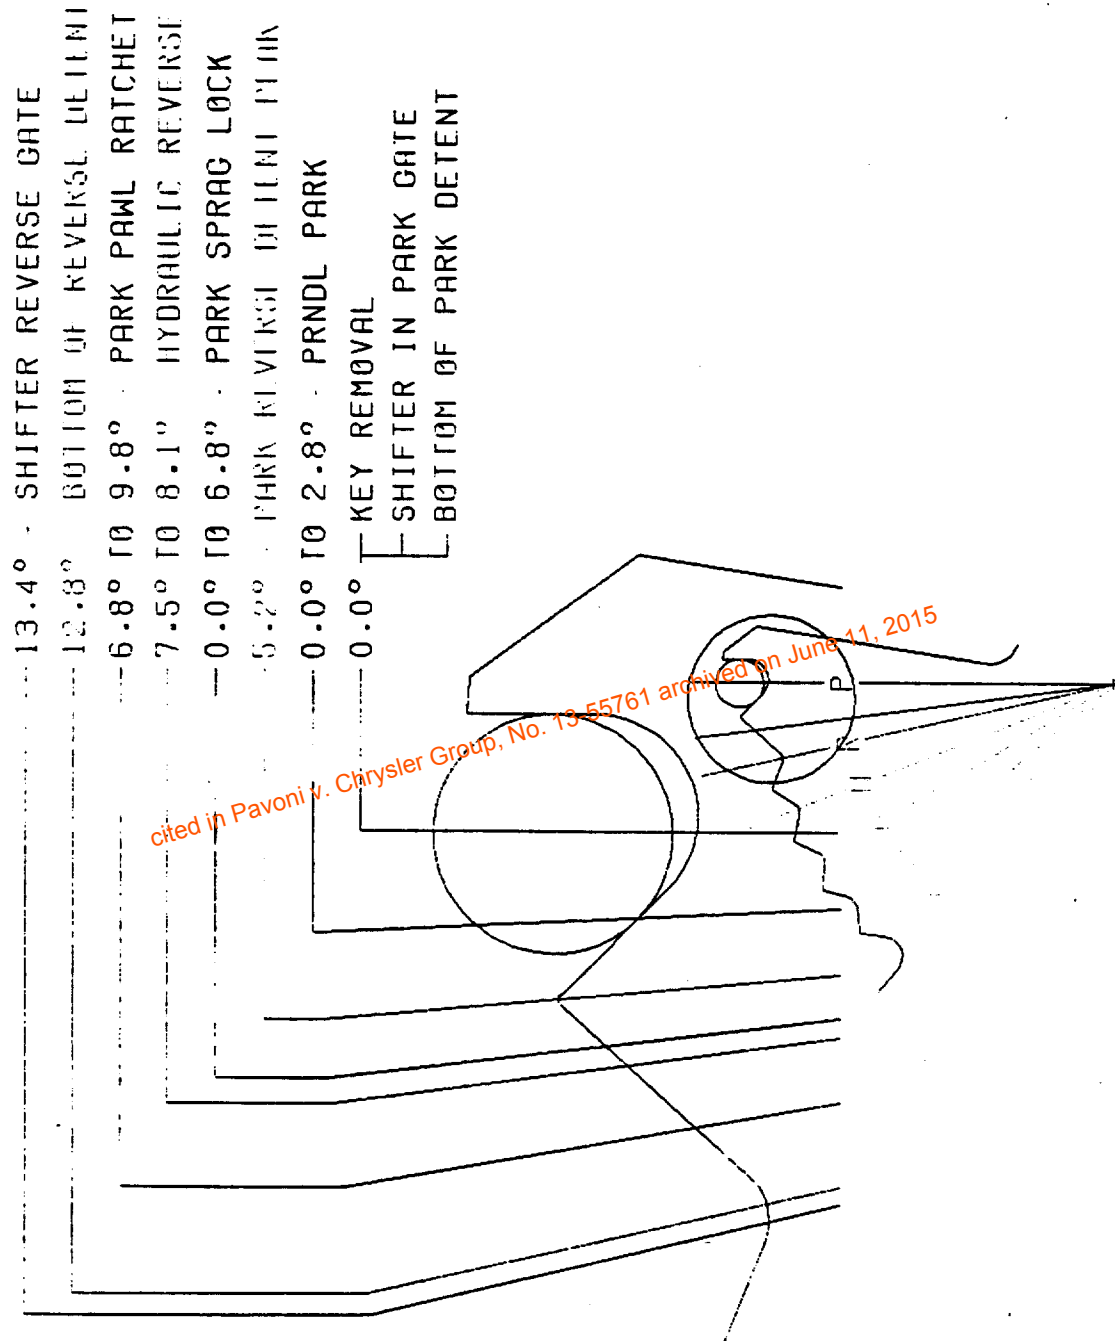 13.4° - SHIFTER REVERSE GATE
12.8° BOTTOM OF REVERSE DETENT
6.8° TO 9.8° - PARK PAWL RATCHET
7.5° TO 8.1° HYDRAULIC REVERSE
0.0° TO 6.8° - PARK SPRAG LOCK
5.2° - PARK REVERSE DETENT PEAK
0.0° TO 2.8° - PRNDL PARK
0.0° KEY REMOVAL
SHIFTER IN PARK GATE
BOTTOM OF PARK DETENT
cited in Pavoni v. Chrysler Group, No. 13-55761 archived on June 11, 2015
P